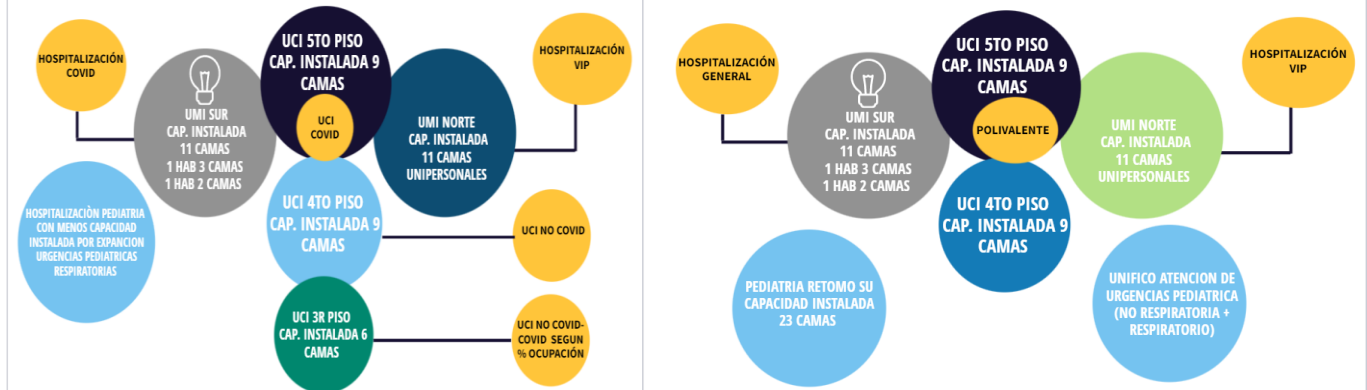 HOSPITALIZACIÓN
COVID
UMI SUR
CAP. INSTALADA
11 CAMAS
1 HAB 3 CAMAS
1 HAB 2 CAMAS
UCI 5TO PISO
CAP. INSTALADA 9
CAMAS
UCI
COVID
UMI NORTE
CAP. INSTALADA
11 CAMAS
UNIPERSONALES
HOSPITALIZACIÓN
VIP
HOSPITALIZACIÒN PEDIATRIA
CON MENOS CAPACIDAD
INSTALADA POR EXPANCION
URGENCIAS PEDIATRICAS
RESPIRATORIAS
UCI 4TO PISO
CAP. INSTALADA 9
CAMAS
UCI NO COVID
UCI 3R PISO
CAP. INSTALADA 6
CAMAS
UCI NO COVID-
COVID SEGUN
% OCUPACIÓN
HOSPITALIZACIÓN
GENERAL
UMI SUR
CAP. INSTALADA
11 CAMAS
1 HAB 3 CAMAS
1 HAB 2 CAMAS
UCI 5TO PISO
CAP. INSTALADA 9
CAMAS
POLIVALENTE
UMI NORTE
CAP. INSTALADA
11 CAMAS
UNIPERSONALES
HOSPITALIZACIÓN
VIP
UCI 4TO PISO
CAP. INSTALADA 9
CAMAS
PEDIATRIA RETOMO SU
CAPACIDAD INSTALADA
23 CAMAS
UNIFICO ATENCION DE
URGENCIAS PEDIATRICA
(NO RESPIRATORIA +
RESPIRATORIO)